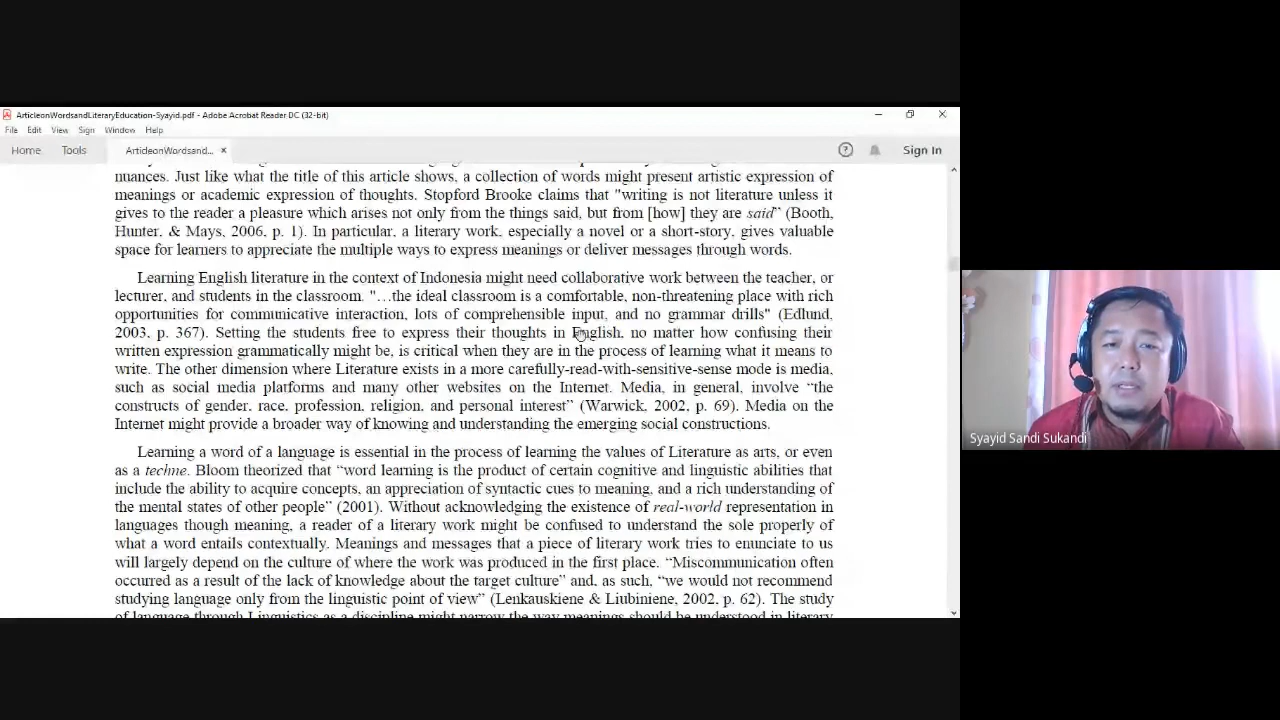 ArticleonWordsandLiteraryEducation-Syayid.pdf - Adobe Acrobat Reader DC (32-bit)
File Edit View Sign Window Help
Home Tools ArticleonWordsand... × Sign In
nuances. Just like what the title of this article shows, a collection of words might present artistic expression of
meanings or academic expression of thoughts. Stopford Brooke claims that "writing is not literature unless it
gives to the reader a pleasure which arises not only from the things said, but from [how] they are said” (Booth,
Hunter, & Mays, 2006, p. 1). In particular, a literary work, especially a novel or a short-story, gives valuable
space for learners to appreciate the multiple ways to express meanings or deliver messages through words.
Learning English literature in the context of Indonesia might need collaborative work between the teacher, or
lecturer, and students in the classroom. "…the ideal classroom is a comfortable, non-threatening place with rich
opportunities for communicative interaction, lots of comprehensible input, and no grammar drills" (Edlund,
2003, p. 367). Setting the students free to express their thoughts in English, no matter how confusing their
written expression grammatically might be, is critical when they are in the process of learning what it means to
write. The other dimension where Literature exists in a more carefully-read-with-sensitive-sense mode is media,
such as social media platforms and many other websites on the Internet. Media, in general, involve “the
constructs of gender, race, profession, religion, and personal interest” (Warwick, 2002, p. 69). Media on the
Internet might provide a broader way of knowing and understanding the emerging social constructions.
Learning a word of a language is essential in the process of learning the values of Literature as arts, or even
as a techne. Bloom theorized that “word learning is the product of certain cognitive and linguistic abilities that
include the ability to acquire concepts, an appreciation of syntactic cues to meaning, and a rich understanding of
the mental states of other people” (2001). Without acknowledging the existence of real-world representation in
languages though meaning, a reader of a literary work might be confused to understand the sole properly of
what a word entails contextually. Meanings and messages that a piece of literary work tries to enunciate to us
will largely depend on the culture of where the work was produced in the first place. “Miscommunication often
occurred as a result of the lack of knowledge about the target culture” and, as such, “we would not recommend
studying language only from the linguistic point of view” (Lenkauskiene & Liubiniene, 2002, p. 62). The study
of language through Linguistics as a discipline might narrow the way meanings should be understood in literary
Syayid Sandi Sukandi